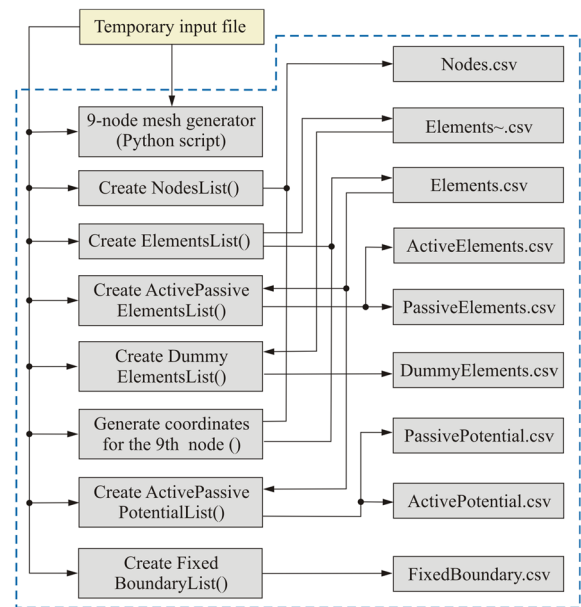 Temporary input file
9-node mesh generator
(Python script)
Create NodesList()
Create ElementsList()
Create ActivePassive
ElementsList()
Create Dummy
ElementsList()
Generate coordinates
for the 9th node ()
Create ActivePassive
PotentialList()
Create Fixed
BoundaryList()
Nodes.csv
Elements~.csv
Elements.csv
ActiveElements.csv
PassiveElements.csv
DummyElements.csv
PassivePotential.csv
ActivePotential.csv
FixedBoundary.csv